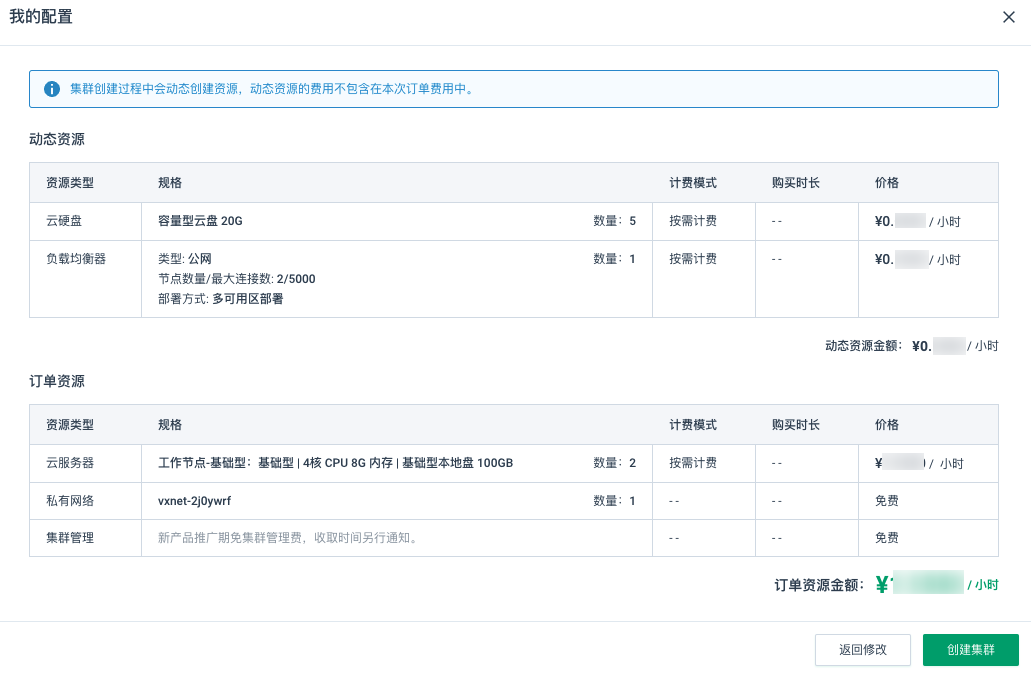 我的配置
集群创建过程中会动态创建资源，动态资源的费用不包含在本次订单费用中。
动态资源
资源类型 规格 计费模式 购买时长 价格
云硬盘 容量型云盘 20G 数量：5 按需计费 - - ¥0. / 小时
负载均衡器 类型: 公网 数量：1 按需计费 - - ¥0. / 小时
节点数量/最大连接数: 2/5000
部署方式: 多可用区部署
动态资源金额： ¥0. / 小时
订单资源
资源类型 规格 计费模式 购买时长 价格
云服务器 工作节点-基础型：基础型 | 4核 CPU 8G 内存 | 基础型本地盘 100GB 数量：2 按需计费 - - ¥ / 小时
私有网络 vxnet-2j0ywrf 数量：1 - - - - 免费
集群管理 新产品推广期免集群管理费，收取时间另行通知。 - - - - 免费
订单资源金额： ¥ / 小时
返回修改 创建集群